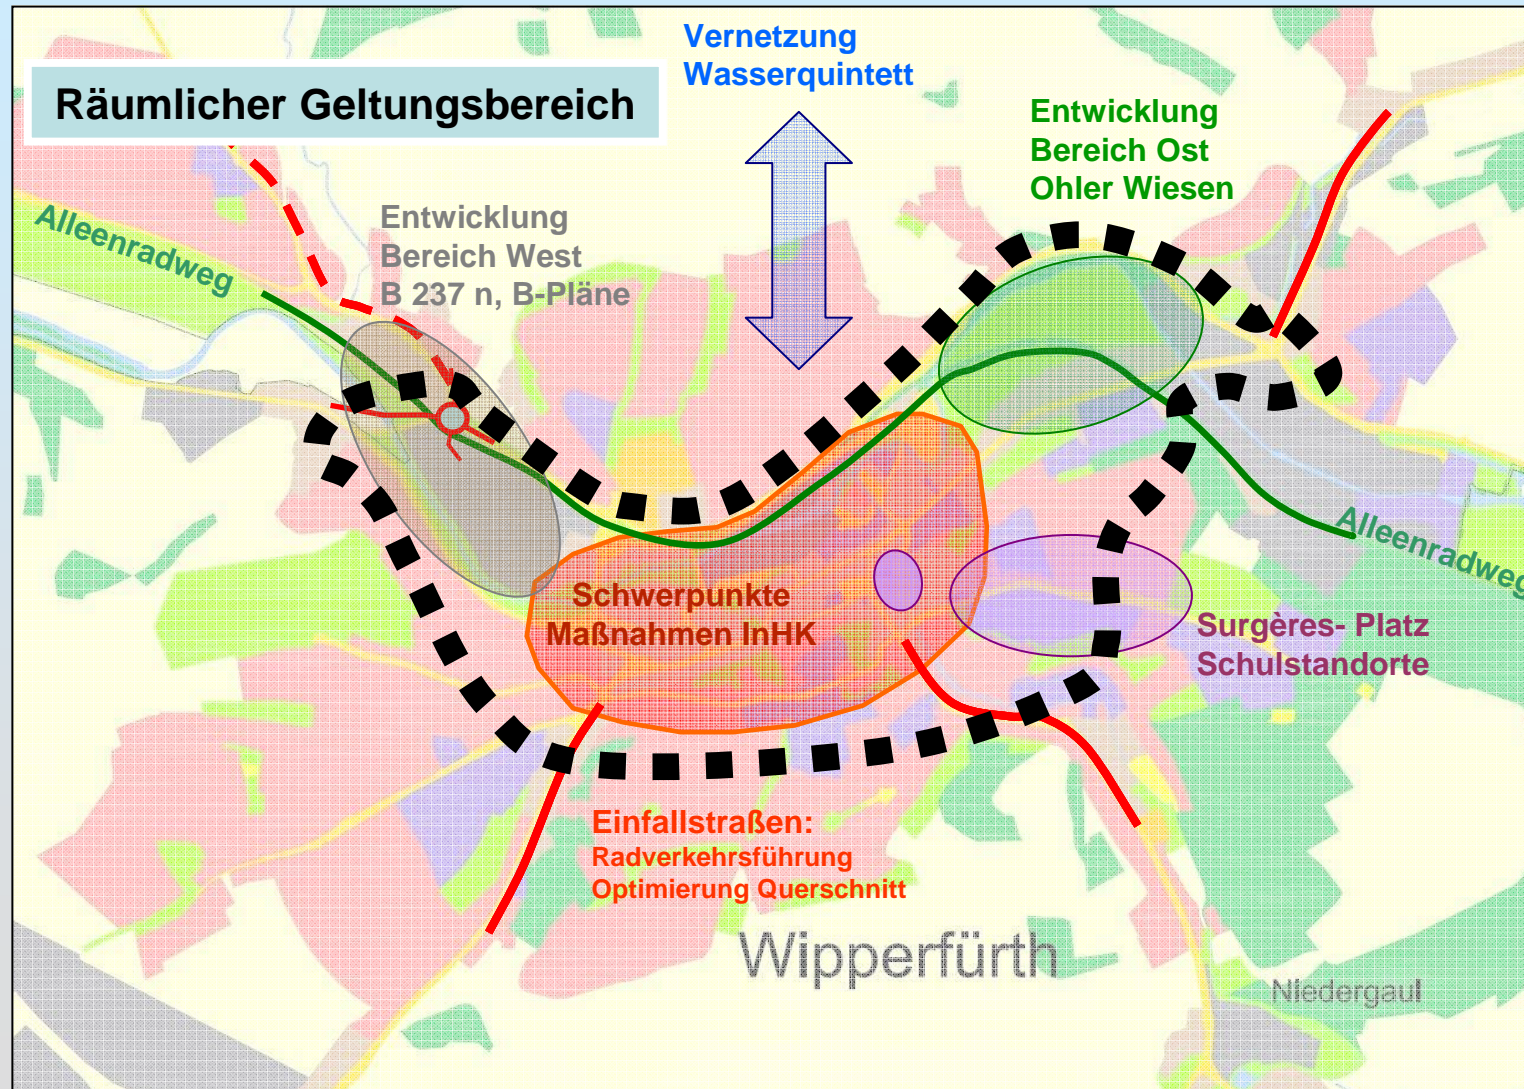 Räumlicher Geltungsbereich
Vernetzung
Wasserquintett
Entwicklung
Bereich Ost
Ohler Wiesen
Alleenradweg
Entwicklung
Bereich West
B 237 n, B-Pläne
Alleenradweg
Schwerpunkte
Maßnahmen InHK
Surgères- Platz
Schulstandorte
Einfallstraßen:
Radverkehrsführung
Optimierung Querschnitt
Wipperfürth
Niedergaul